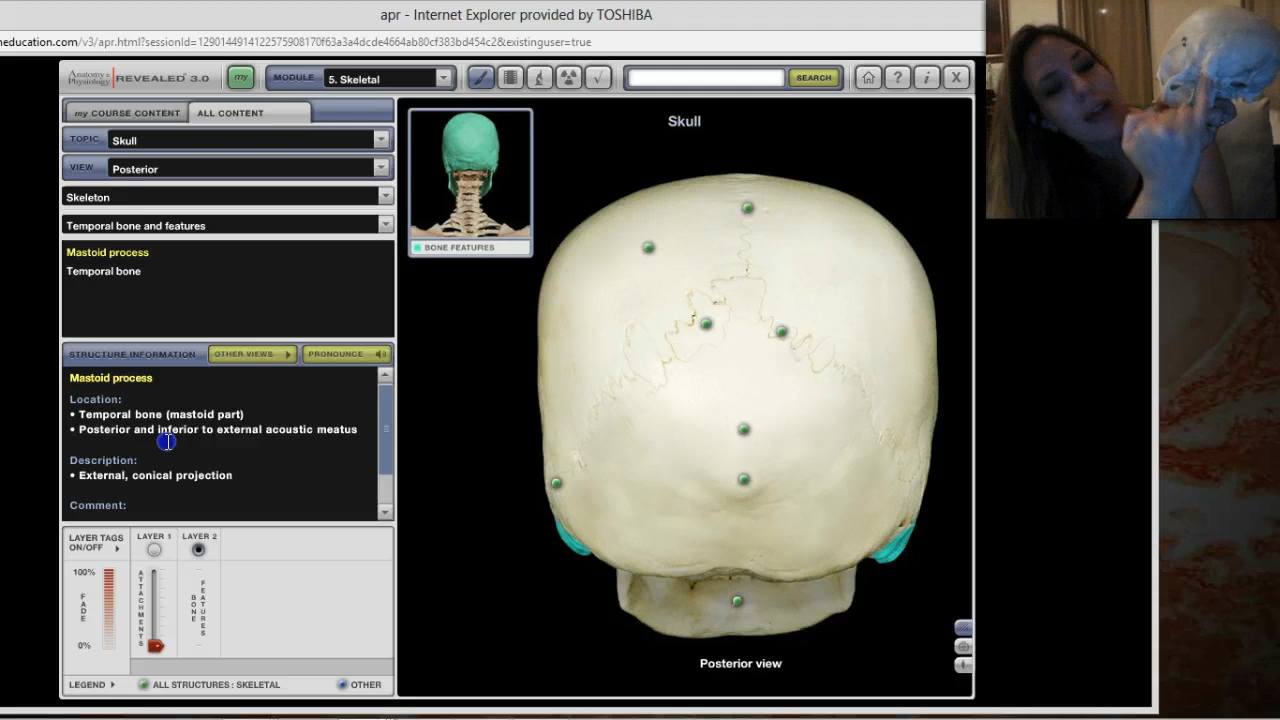 apr - Internet Explorer provided by TOSHIBA
neducation.com/v3/apr.html?sessionId=1290144914122575908170f63a3a4dcde4664ab80cf383bd454c2&existinguser=true
Anatomy & Physiology REVEALED 3.0
my
MODULE
5. Skeletal
SEARCH
? i X
my COURSE CONTENT
ALL CONTENT
TOPIC
Skull
VIEW
Posterior
Skeleton
Temporal bone and features
Mastoid process
Temporal bone
STRUCTURE INFORMATION
OTHER VIEWS
PRONOUNCE
Mastoid process
Location:
• Temporal bone (mastoid part)
• Posterior and inferior to external acoustic meatus
Description:
• External, conical projection
Comment:
LAYER TAGS
ON/OFF
LAYER 1
LAYER 2
100%
FADE
0%
ATTACHMENTS
BONE
FEATURES
LEGEND
ALL STRUCTURES : SKELETAL
OTHER
BONE FEATURES
Skull
Posterior view